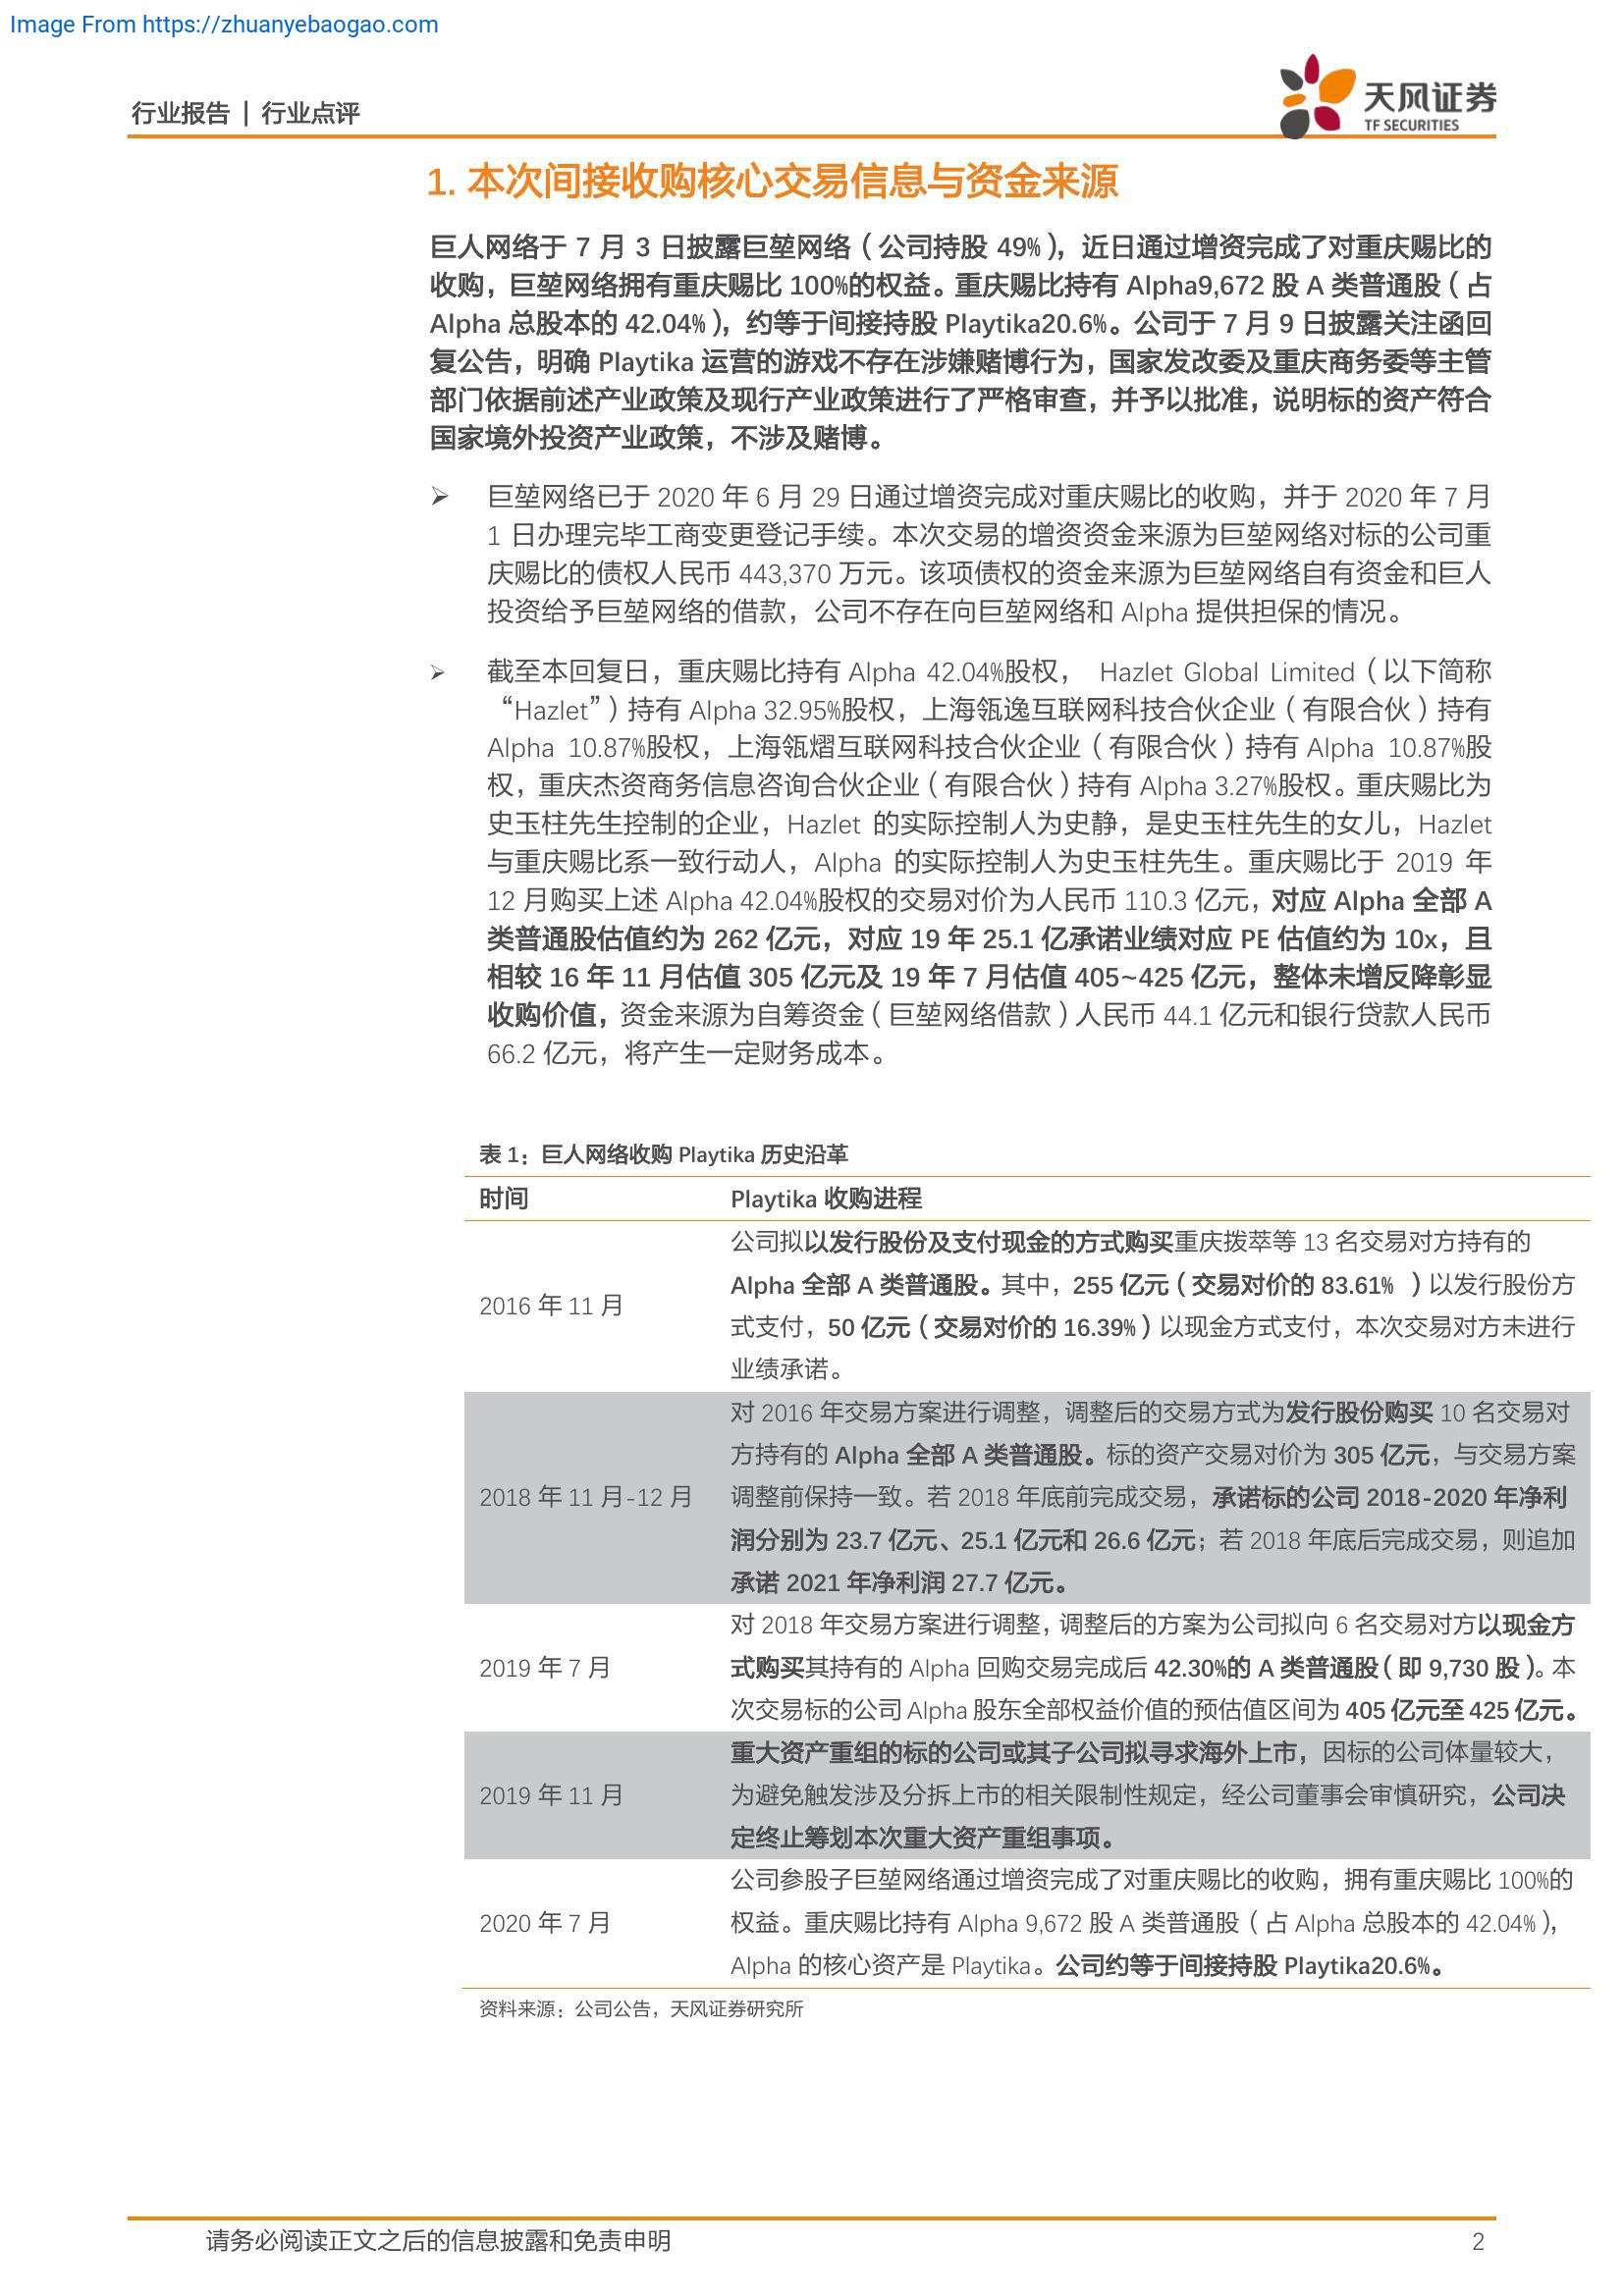 Image From https://zhuanyebaogao.com
行业报告 | 行业点评
天风证券
TF SECURITIES
1. 本次间接收购核心交易信息与资金来源
巨人网络于 7 月 3 日披露巨堃网络（公司持股 49%），近日通过增资完成了对重庆赐比的
收购，巨堃网络拥有重庆赐比 100%的权益。重庆赐比持有 Alpha9,672 股 A 类普通股（占
Alpha 总股本的 42.04%），约等于间接持股 Playtika20.6%。公司于 7 月 9 日披露关注函回
复公告，明确 Playtika 运营的游戏不存在涉嫌赌博行为，国家发改委及重庆商务委等主管
部门依据前述产业政策及现行产业政策进行了严格审查，并予以批准，说明标的资产符合
国家境外投资产业政策，不涉及赌博。
➢ 巨堃网络已于 2020 年 6 月 29 日通过增资完成对重庆赐比的收购，并于 2020 年 7 月
1 日办理完毕工商变更登记手续。本次交易的增资资金来源为巨堃网络对标的公司重
庆赐比的债权人民币 443,370 万元。该项债权的资金来源为巨堃网络自有资金和巨人
投资给予巨堃网络的借款，公司不存在向巨堃网络和 Alpha 提供担保的情况。
➢ 截至本回复日，重庆赐比持有 Alpha 42.04%股权， Hazlet Global Limited（以下简称
“Hazlet”）持有 Alpha 32.95%股权，上海瓴逸互联网科技合伙企业（有限合伙）持有
Alpha 10.87%股权，上海瓴熠互联网科技合伙企业（有限合伙）持有 Alpha 10.87%股
权，重庆杰资商务信息咨询合伙企业（有限合伙）持有 Alpha 3.27%股权。重庆赐比为
史玉柱先生控制的企业，Hazlet 的实际控制人为史静，是史玉柱先生的女儿，Hazlet
与重庆赐比系一致行动人，Alpha 的实际控制人为史玉柱先生。重庆赐比于 2019 年
12 月购买上述 Alpha 42.04%股权的交易对价为人民币 110.3 亿元，对应 Alpha 全部 A
类普通股估值约为 262 亿元，对应 19 年 25.1 亿承诺业绩对应 PE 估值约为 10x，且
相较 16 年 11 月估值 305 亿元及 19 年 7 月估值 405~425 亿元，整体未增反降彰显
收购价值，资金来源为自筹资金（巨堃网络借款）人民币 44.1 亿元和银行贷款人民币
66.2 亿元，将产生一定财务成本。
表 1：巨人网络收购 Playtika 历史沿革
时间 Playtika 收购进程
公司拟以发行股份及支付现金的方式购买重庆拨萃等 13 名交易对方持有的
Alpha 全部 A 类普通股。其中，255 亿元（交易对价的 83.61% ）以发行股份方
2016 年 11 月
式支付，50 亿元（交易对价的 16.39%）以现金方式支付，本次交易对方未进行
业绩承诺。
对 2016 年交易方案进行调整，调整后的交易方式为发行股份购买 10 名交易对
方持有的 Alpha 全部 A 类普通股。标的资产交易对价为 305 亿元，与交易方案
2018 年 11 月-12 月 调整前保持一致。若 2018 年底前完成交易，承诺标的公司 2018-2020 年净利
润分别为 23.7 亿元、25.1 亿元和 26.6 亿元；若 2018 年底后完成交易，则追加
承诺 2021 年净利润 27.7 亿元。
对 2018 年交易方案进行调整，调整后的方案为公司拟向 6 名交易对方以现金方
2019 年 7 月 式购买其持有的 Alpha 回购交易完成后 42.30%的 A 类普通股（即 9,730 股）。本
次交易标的公司 Alpha 股东全部权益价值的预估值区间为 405 亿元至 425 亿元。
重大资产重组的标的公司或其子公司拟寻求海外上市，因标的公司体量较大，
2019 年 11 月 为避免触发涉及分拆上市的相关限制性规定，经公司董事会审慎研究，公司决
定终止筹划本次重大资产重组事项。
公司参股子巨堃网络通过增资完成了对重庆赐比的收购，拥有重庆赐比 100%的
2020 年 7 月 权益。重庆赐比持有 Alpha 9,672 股 A 类普通股（占 Alpha 总股本的 42.04%），
Alpha 的核心资产是 Playtika。公司约等于间接持股 Playtika20.6%。
资料来源：公司公告，天风证券研究所
请务必阅读正文之后的信息披露和免责申明 2